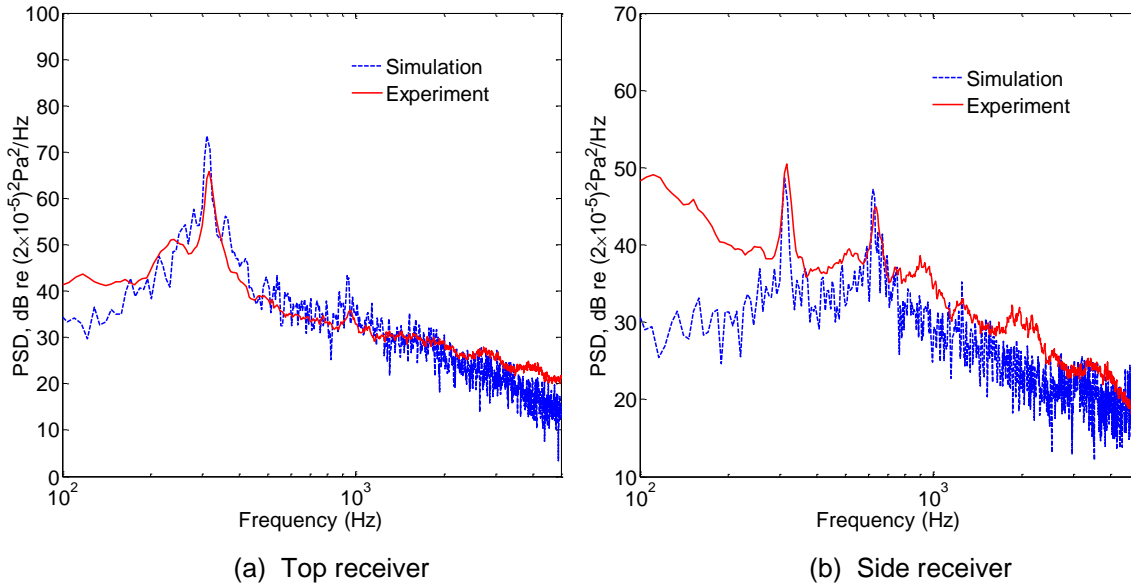 100
90
80
70
60
50
40
30
20
10
0
PSD, dB re (2×10⁻⁵)²Pa²/Hz
Simulation
Experiment
10² 10³
Frequency (Hz)
(a) Top receiver
70
60
50
40
30
20
10
PSD, dB re (2×10⁻⁵)²Pa²/Hz
Simulation
Experiment
10² 10³
Frequency (Hz)
(b) Side receiver